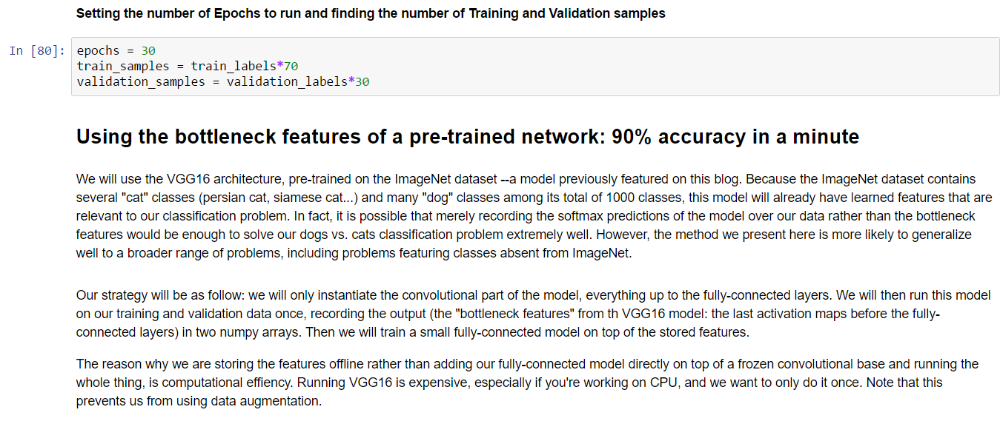 Setting the number of Epochs to run and finding the number of Training and Validation samples
In [80]: epochs = 30
train_samples = train_labels*70
validation_samples = validation_labels*30
Using the bottleneck features of a pre-trained network: 90% accuracy in a minute
We will use the VGG16 architecture, pre-trained on the ImageNet dataset --a model previously featured on this blog. Because the ImageNet dataset contains
several "cat" classes (persian cat, siamese cat...) and many "dog" classes among its total of 1000 classes, this model will already have learned features that are
relevant to our classification problem. In fact, it is possible that merely recording the softmax predictions of the model over our data rather than the bottleneck
features would be enough to solve our dogs vs. cats classification problem extremely well. However, the method we present here is more likely to generalize
well to a broader range of problems, including problems featuring classes absent from ImageNet.
Our strategy will be as follow: we will only instantiate the convolutional part of the model, everything up to the fully-connected layers. We will then run this model
on our training and validation data once, recording the output (the "bottleneck features" from th VGG16 model: the last activation maps before the fully-
connected layers) in two numpy arrays. Then we will train a small fully-connected model on top of the stored features.
The reason why we are storing the features offline rather than adding our fully-connected model directly on top of a frozen convolutional base and running the
whole thing, is computational effiency. Running VGG16 is expensive, especially if you're working on CPU, and we want to only do it once. Note that this
prevents us from using data augmentation.